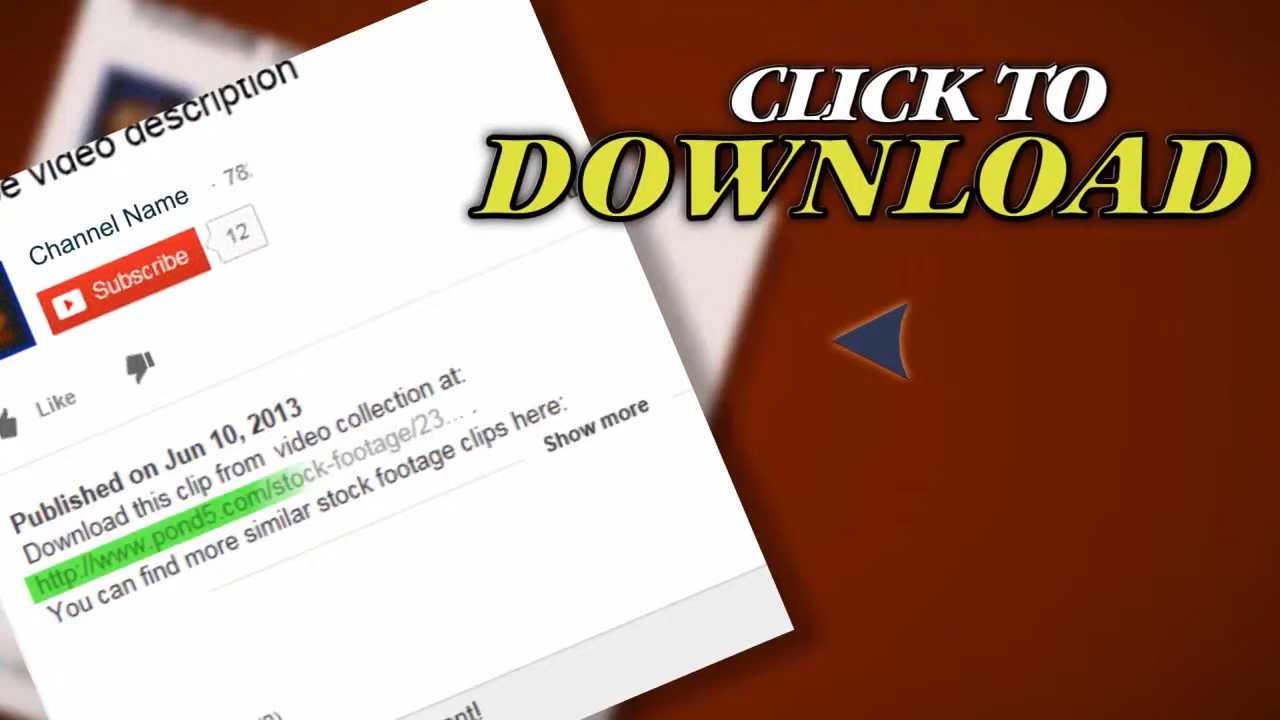 CLICK TO
DOWNLOAD
video description
Channel Name
78
Subscribe
12
Like
Published on Jun 10, 2013
Download this clip from video collection at:
http://www.pond5.com/stock-footage/23...
You can find more similar stock footage clips here:
Show more